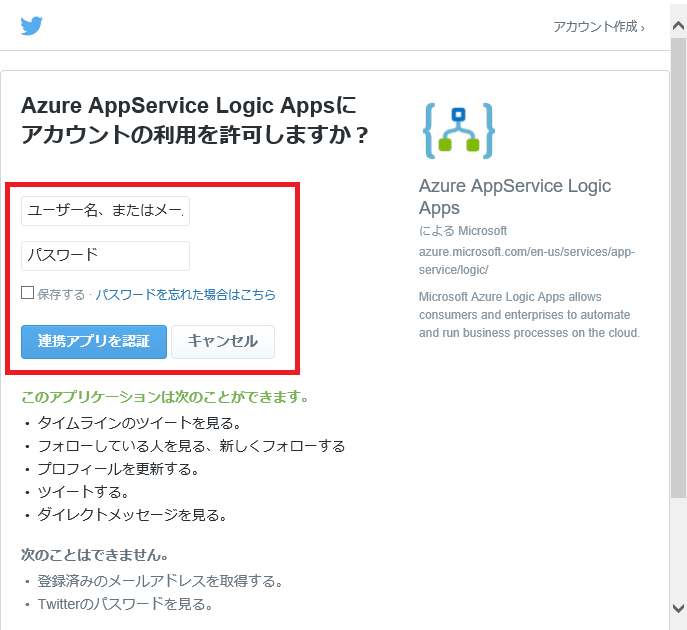 アカウント作成 ›
Azure AppService Logic Appsに
アカウントの利用を許可しますか？
ユーザー名、またはメー.
パスワード
保存する · パスワードを忘れた場合はこちら
連携アプリを認証
キャンセル
このアプリケーションは次のことができます。
・ タイムラインのツイートを見る。
・ フォローしている人を見る、新しくフォローする
・ プロフィールを更新する。
・ ツイートする。
・ ダイレクトメッセージを見る。
次のことはできません。
・ 登録済みのメールアドレスを取得する。
・ Twitterのパスワードを見る。
Azure AppService Logic
Apps
による Microsoft
azure.microsoft.com/en-us/services/app-
service/logic/
Microsoft Azure Logic Apps allows
consumers and enterprises to automate
and run business processes on the cloud.